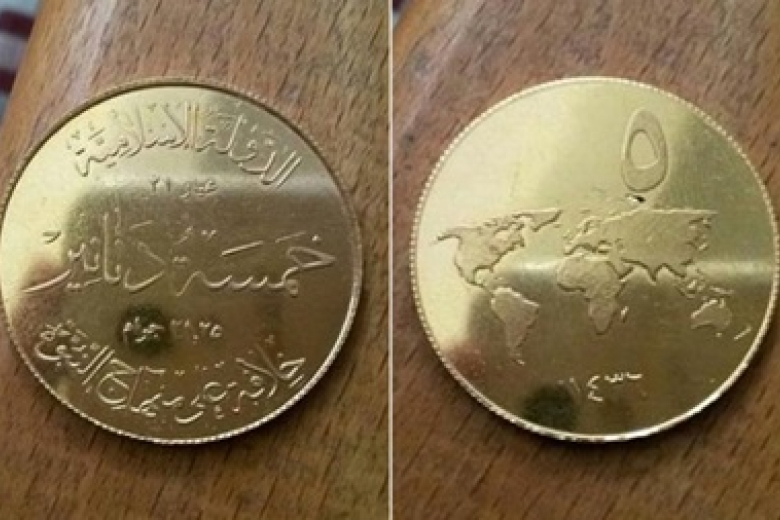 الدولة الإسلامية
عيار ٢١
خمسة دنانير
٢١,٢٥ جرام
خلافة على منهاج النبوة
٥
١٤٣٦